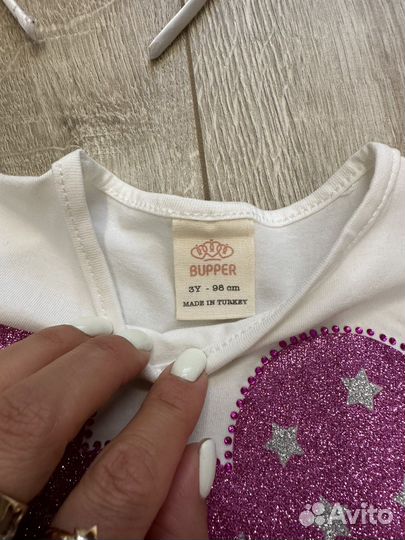 BUPPER
3Y - 98 cm
MADE IN TURKEY
Avito